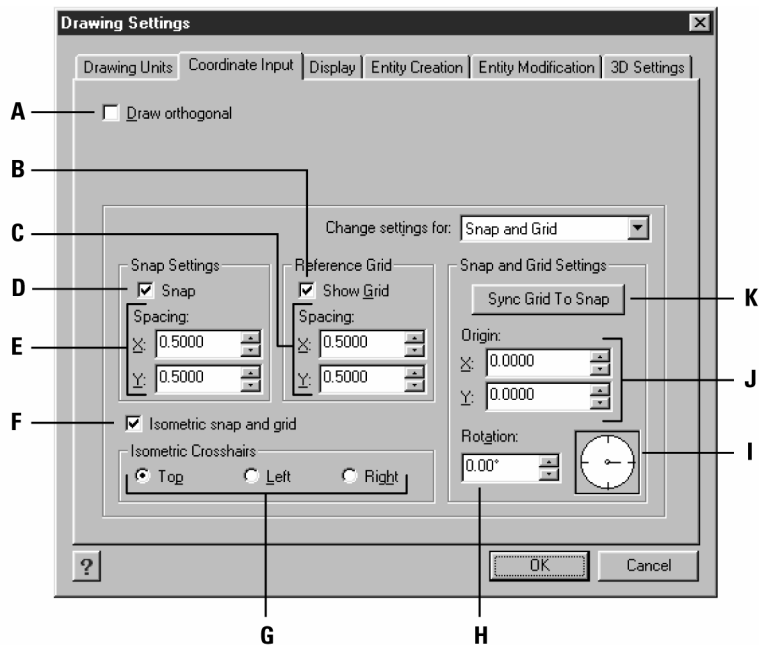 Drawing Settings
Drawing Units Coordinate Input Display Entity Creation Entity Modification 3D Settings
A Draw orthogonal
B
C Change settings for: Snap and Grid
Snap Settings Reference Grid Snap and Grid Settings
D Snap Show Grid Sync Grid To Snap K
E Spacing: Spacing: Origin:
X: 0.5000 X: 0.5000 X: 0.0000
Y: 0.5000 Y: 0.5000 Y: 0.0000 J
F Isometric snap and grid
Isometric Crosshairs Rotation:
Top Left Right 0.00° I
? OK Cancel
G H